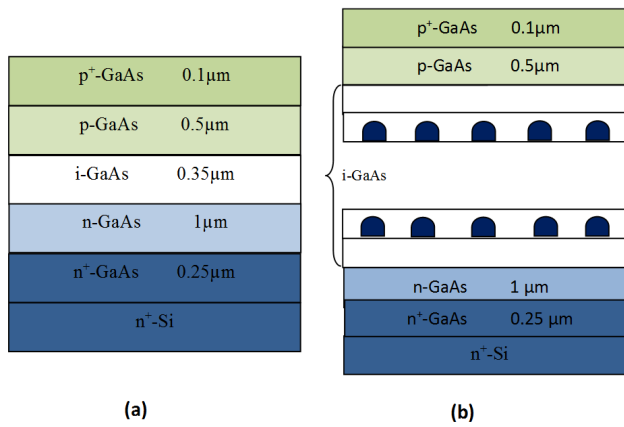 p⁺-GaAs 0.1µm
p-GaAs 0.5µm
i-GaAs 0.35µm
n-GaAs 1µm
n⁺-GaAs 0.25µm
n⁺-Si
(a)
p⁺-GaAs 0.1µm
p-GaAs 0.5µm
i-GaAs
n-GaAs 1 µm
n⁺-GaAs 0.25 µm
n⁺-Si
(b)